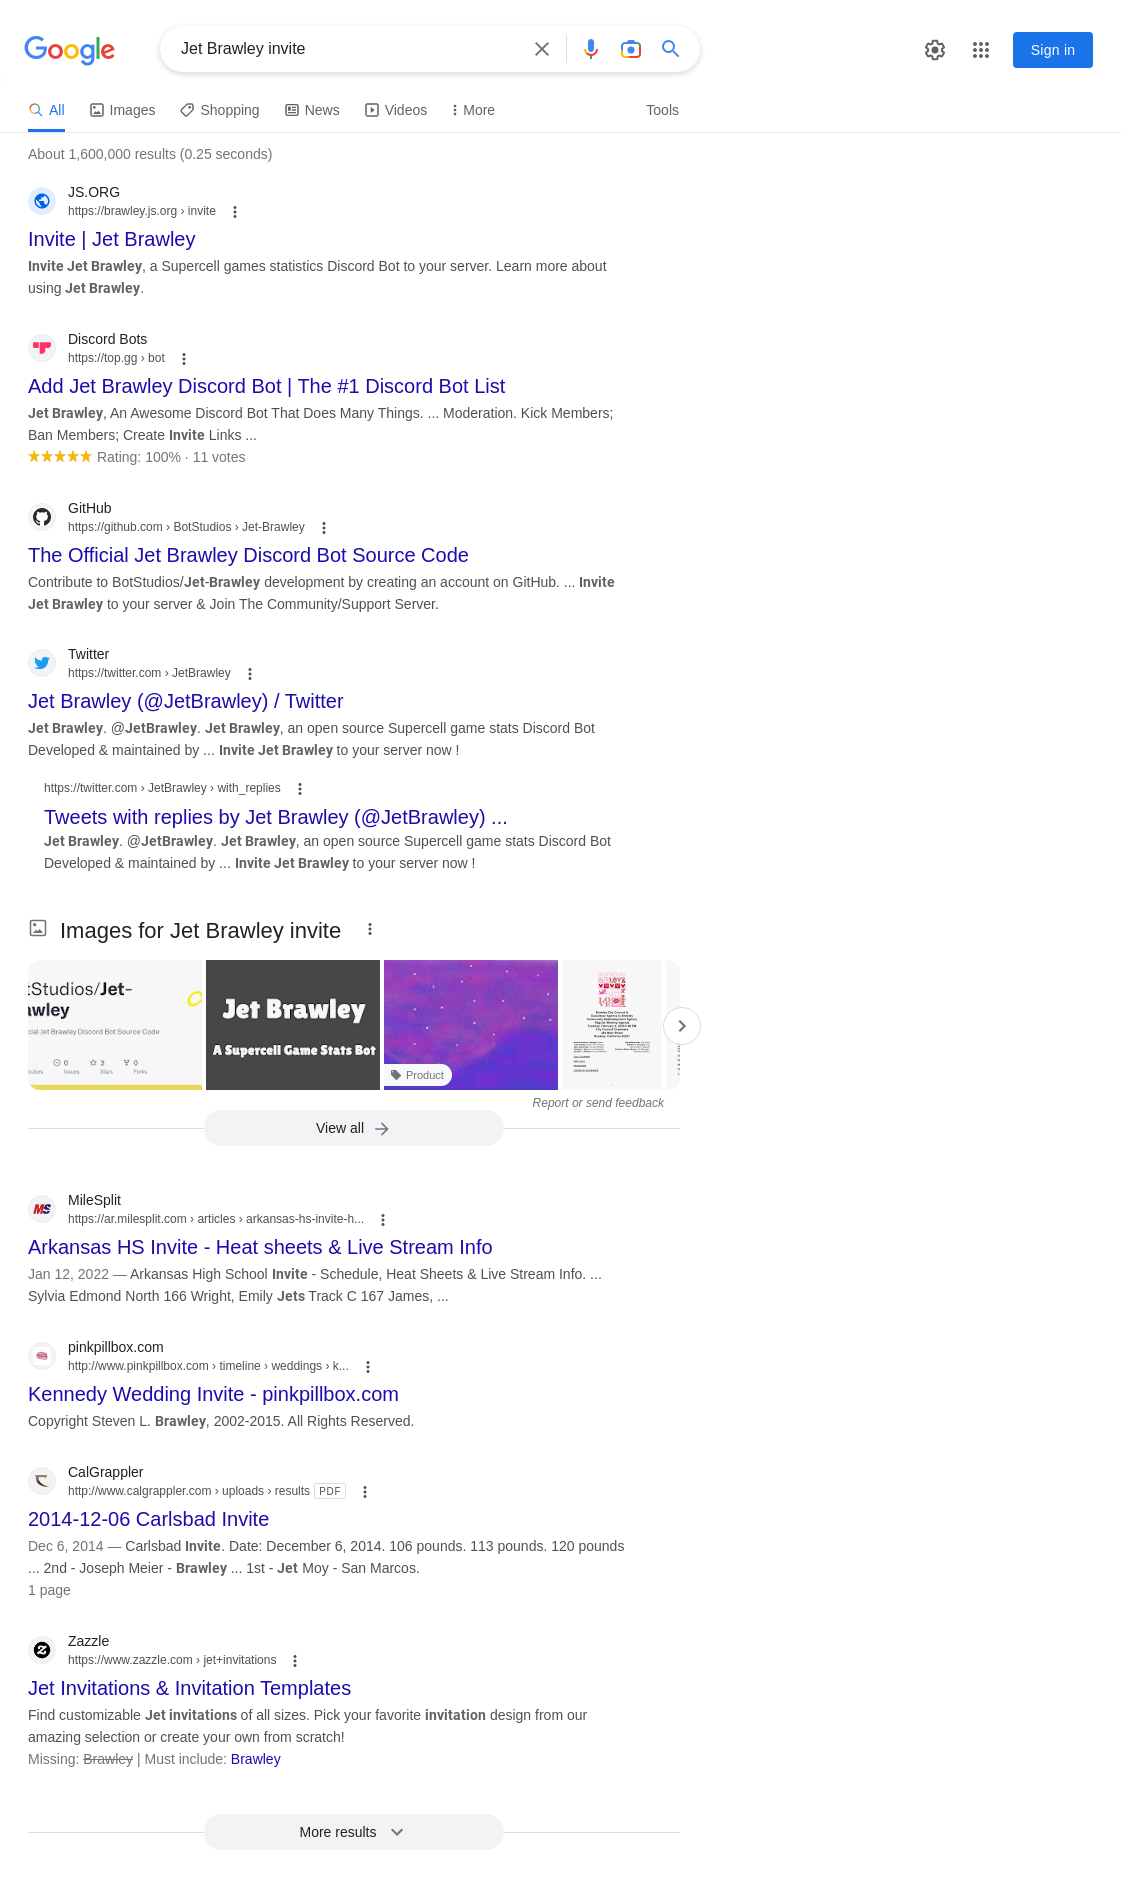 Google
Jet Brawley invite
Sign in
All
Images
Shopping
News
Videos
More
Tools
About 1,600,000 results (0.25 seconds)
JS.ORG
https://brawley.js.org › invite
Invite | Jet Brawley
Invite Jet Brawley, a Supercell games statistics Discord Bot to your server. Learn more about
using Jet Brawley.
Discord Bots
https://top.gg › bot
Add Jet Brawley Discord Bot | The #1 Discord Bot List
Jet Brawley, An Awesome Discord Bot That Does Many Things. ... Moderation. Kick Members;
Ban Members; Create Invite Links ...
Rating: 100% · 11 votes
GitHub
https://github.com › BotStudios › Jet-Brawley
The Official Jet Brawley Discord Bot Source Code
Contribute to BotStudios/Jet-Brawley development by creating an account on GitHub. ... Invite
Jet Brawley to your server & Join The Community/Support Server.
Twitter
https://twitter.com › JetBrawley
Jet Brawley (@JetBrawley) / Twitter
Jet Brawley. @JetBrawley. Jet Brawley, an open source Supercell game stats Discord Bot
Developed & maintained by ... Invite Jet Brawley to your server now !
https://twitter.com › JetBrawley › with_replies
Tweets with replies by Jet Brawley (@JetBrawley) ...
Jet Brawley. @JetBrawley. Jet Brawley, an open source Supercell game stats Discord Bot
Developed & maintained by ... Invite Jet Brawley to your server now !
Images for Jet Brawley invite
tStudios/Jet-
awley
cial Jet Brawley Discord Bot Source Code
0
3
0
Issues
Stars
Forks
Jet Brawley
A Supercell Game Stats Bot
Product
Report or send feedback
View all
MileSplit
https://ar.milesplit.com › articles › arkansas-hs-invite-h...
Arkansas HS Invite - Heat sheets & Live Stream Info
Jan 12, 2022 — Arkansas High School Invite - Schedule, Heat Sheets & Live Stream Info. ...
Sylvia Edmond North 166 Wright, Emily Jets Track C 167 James, ...
pinkpillbox.com
http://www.pinkpillbox.com › timeline › weddings › k...
Kennedy Wedding Invite - pinkpillbox.com
Copyright Steven L. Brawley, 2002-2015. All Rights Reserved.
CalGrappler
http://www.calgrappler.com › uploads › results PDF
2014-12-06 Carlsbad Invite
Dec 6, 2014 — Carlsbad Invite. Date: December 6, 2014. 106 pounds. 113 pounds. 120 pounds
... 2nd - Joseph Meier - Brawley ... 1st - Jet Moy - San Marcos.
1 page
Zazzle
https://www.zazzle.com › jet+invitations
Jet Invitations & Invitation Templates
Find customizable Jet invitations of all sizes. Pick your favorite invitation design from our
amazing selection or create your own from scratch!
Missing: Brawley | Must include: Brawley
More results